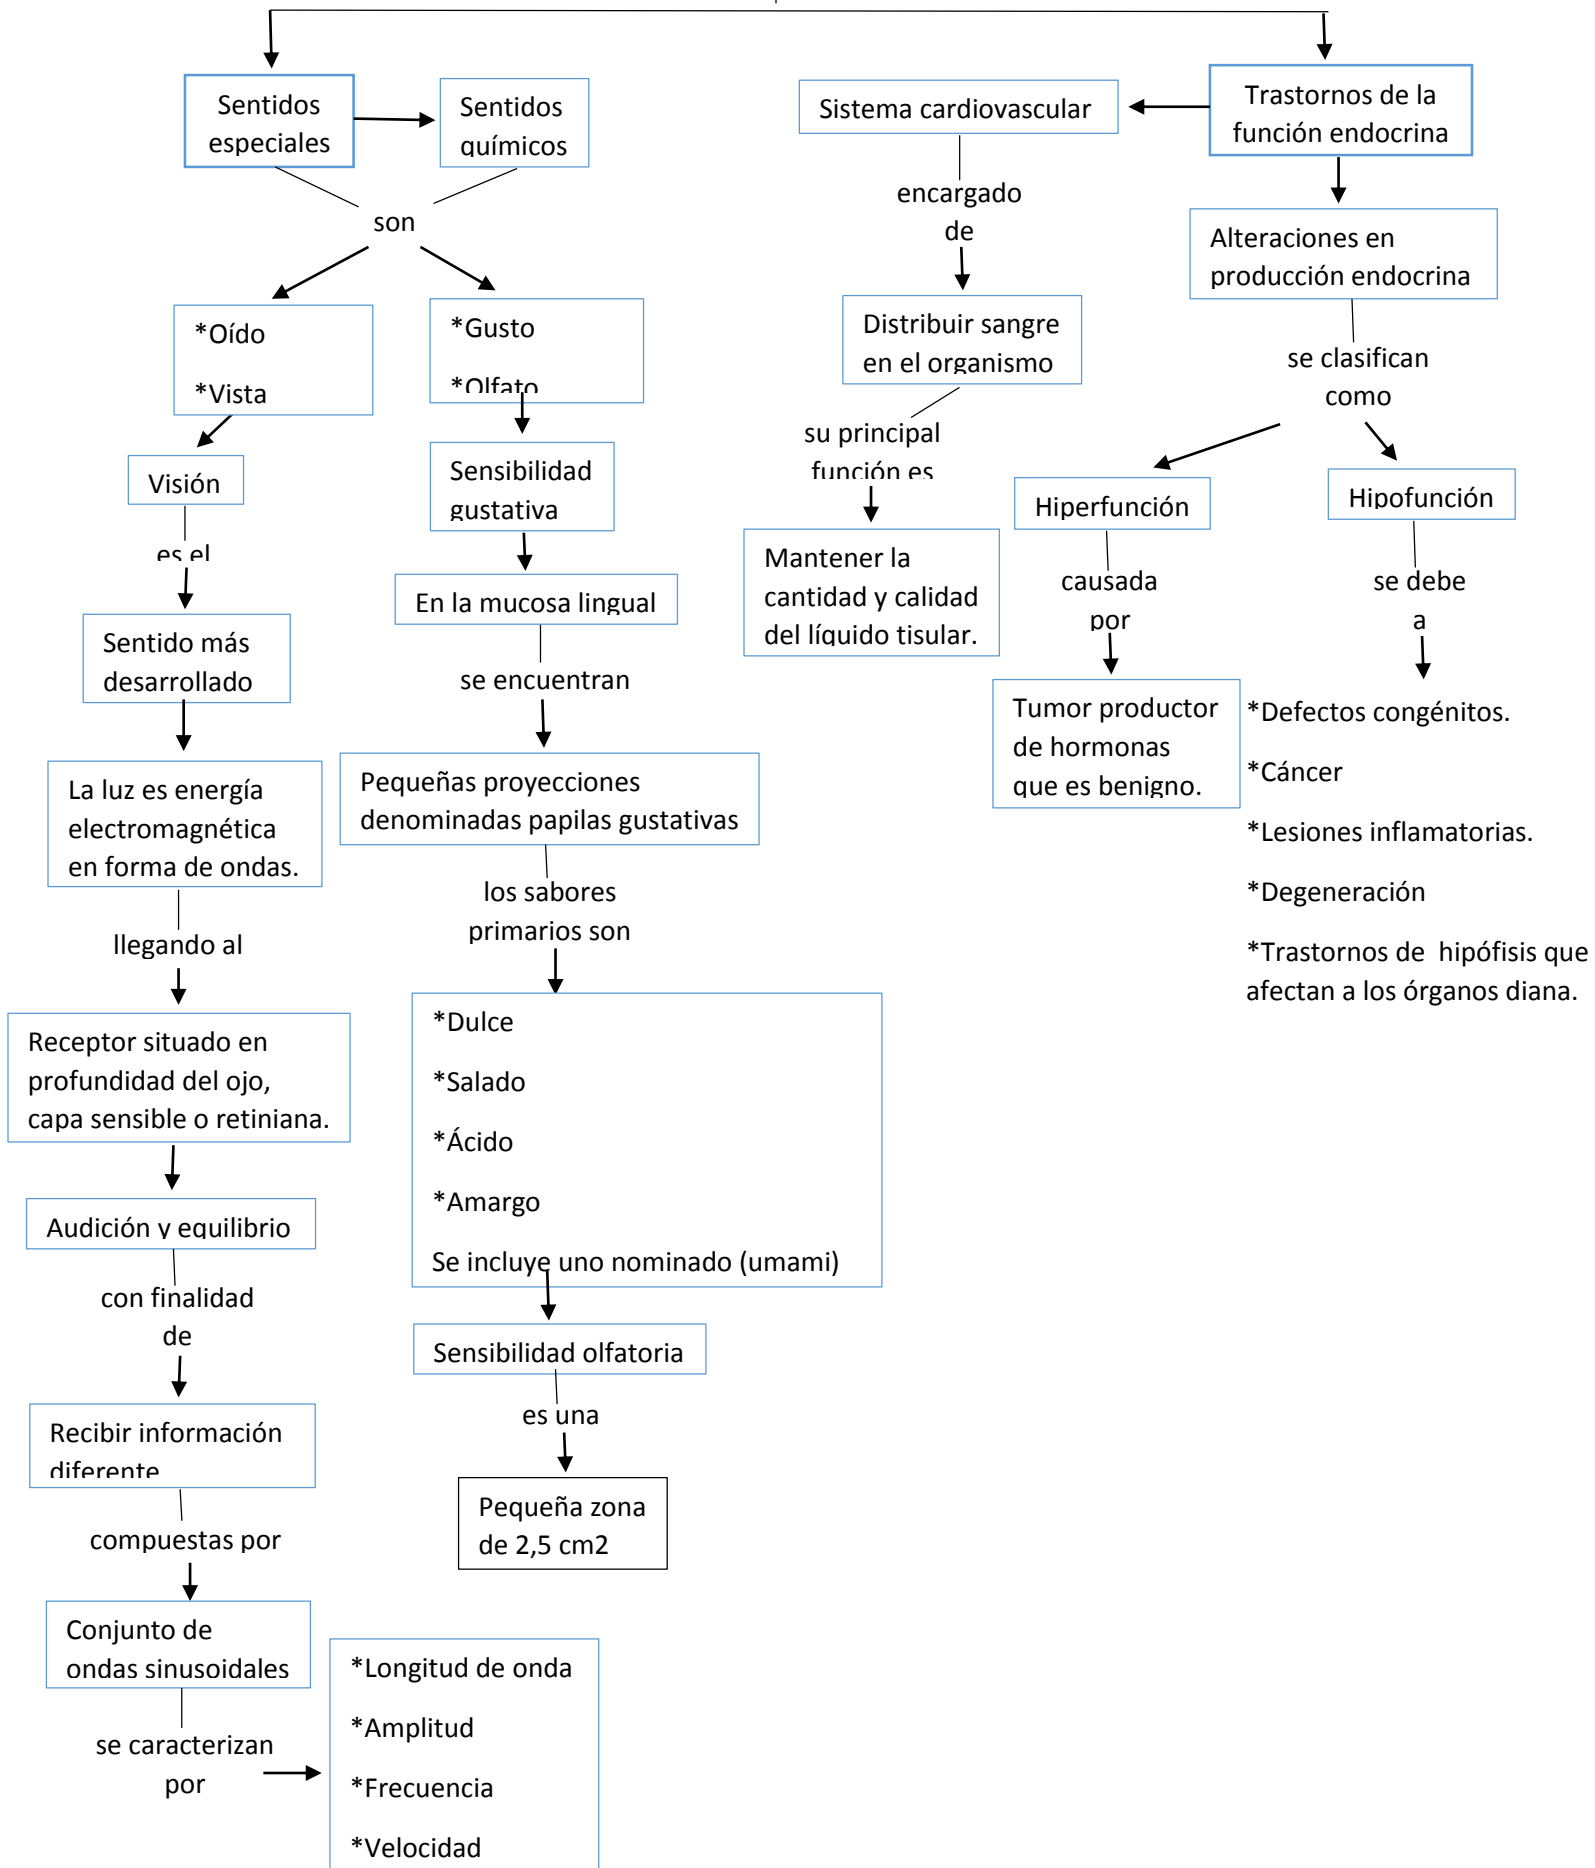 Sentidos
especiales
Sentidos
químicos
son
*Oído
*Vista
*Gusto
*Olfato
Visión
es el
Sentido más
desarrollado
La luz es energía
electromagnética
en forma de ondas.
llegando al
Receptor situado en
profundidad del ojo,
capa sensible o retiniana.
Audición y equilibrio
con finalidad
de
Recibir información
diferente
compuestas por
Conjunto de
ondas sinusoidales
se caracterizan
por
*Longitud de onda
*Amplitud
*Frecuencia
*Velocidad
Sensibilidad
gustativa
En la mucosa lingual
se encuentran
Pequeñas proyecciones
denominadas papilas gustativas
los sabores
primarios son
*Dulce
*Salado
*Ácido
*Amargo
Se incluye uno nominado (umami)
Sensibilidad olfatoria
es una
Pequeña zona
de 2,5 cm2
Sistema cardiovascular
encargado
de
Distribuir sangre
en el organismo
su principal
función es
Mantener la
cantidad y calidad
del líquido tisular.
Trastornos de la
función endocrina
Alteraciones en
producción endocrina
se clasifican
como
Hiperfunción
causada
por
Tumor productor
de hormonas
que es benigno.
Hipofunción
se debe
a
*Defectos congénitos.
*Cáncer
*Lesiones inflamatorias.
*Degeneración
*Trastornos de  hipófisis que
afectan a los órganos diana.